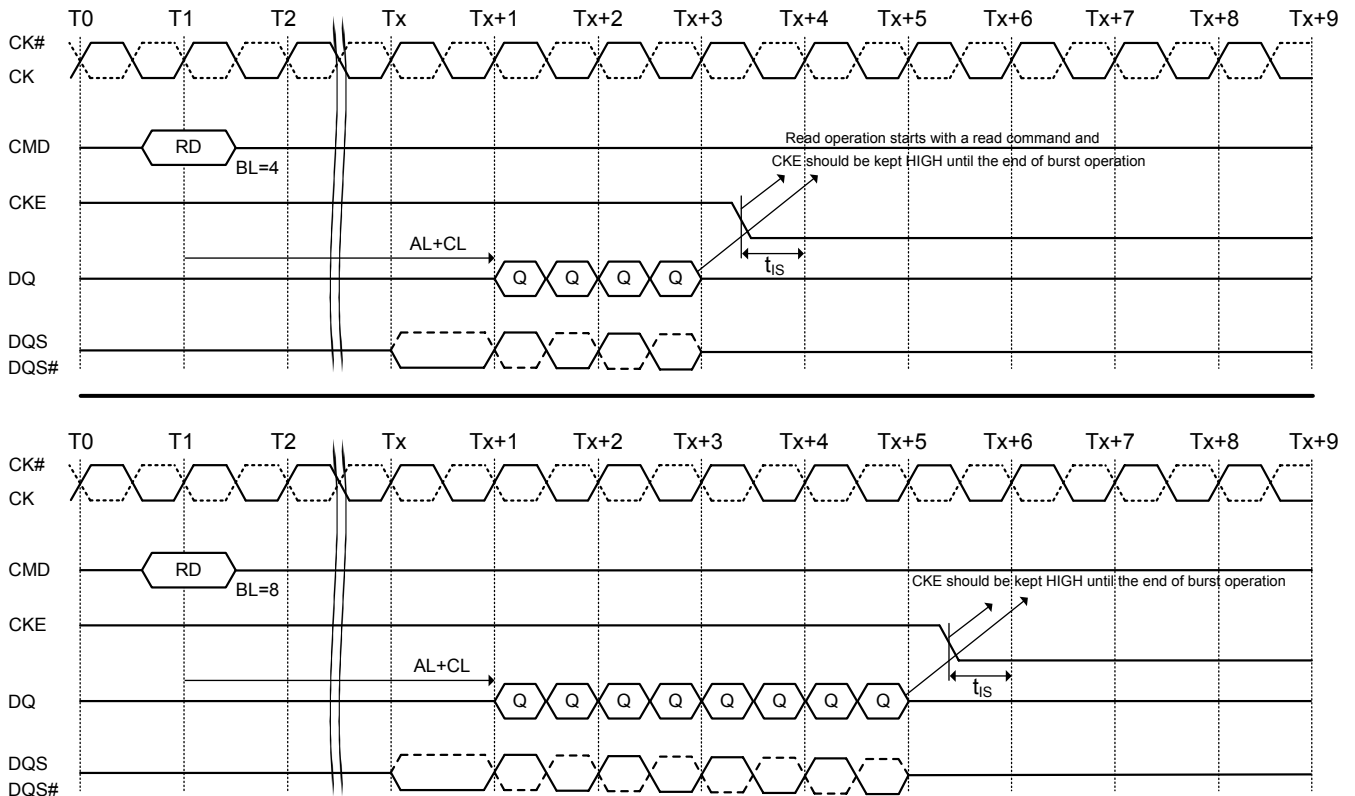 T0 T1 T2 Tx Tx+1 Tx+2 Tx+3 Tx+4 Tx+5 Tx+6 Tx+7 Tx+8 Tx+9
CK#
CK
CMD RD
BL=4
Read operation starts with a read command and
CKE should be kept HIGH until the end of burst operation
CKE
AL+CL
tIS
DQ Q Q Q Q
DQS
DQS#
T0 T1 T2 Tx Tx+1 Tx+2 Tx+3 Tx+4 Tx+5 Tx+6 Tx+7 Tx+8 Tx+9
CK#
CK
CMD RD
BL=8
CKE should be kept HIGH until the end of burst operation
CKE
AL+CL
tIS
DQ Q Q Q Q Q Q Q Q
DQS
DQS#